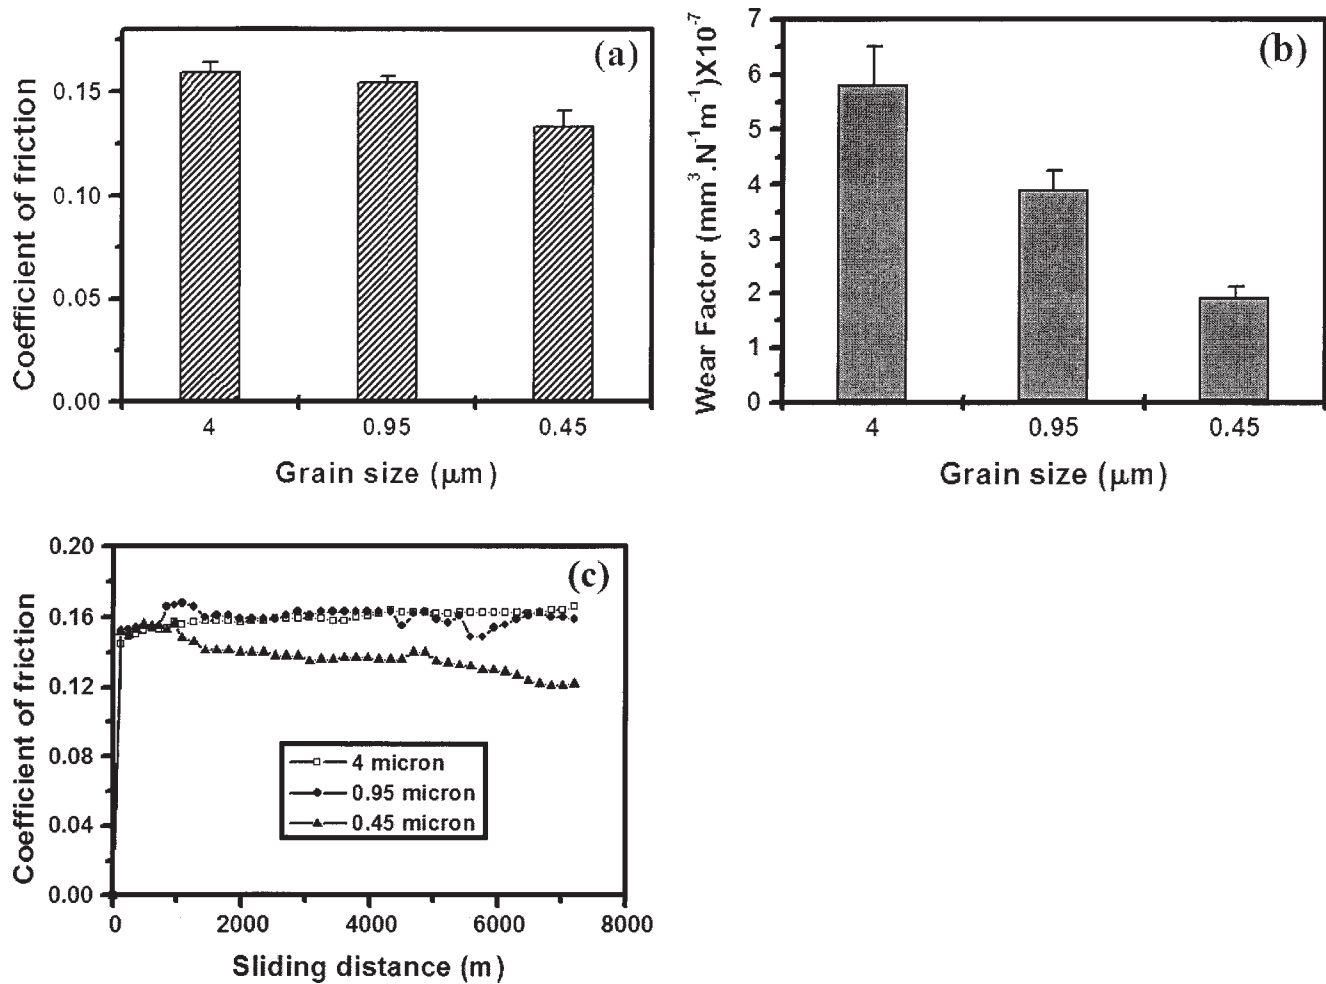 (a)
Coefficient of friction
0.15
0.10
0.05
0.00
4 0.95 0.45
Grain size (μm)
(b)
Wear Factor (mm³.N⁻¹m⁻¹)X10⁻⁷
7
6
5
4
3
2
1
0
4 0.95 0.45
Grain size (μm)
(c)
Coefficient of friction
0.20
0.16
0.12
0.08
0.04
0.00
4 micron
0.95 micron
0.45 micron
0 2000 4000 6000 8000
Sliding distance (m)